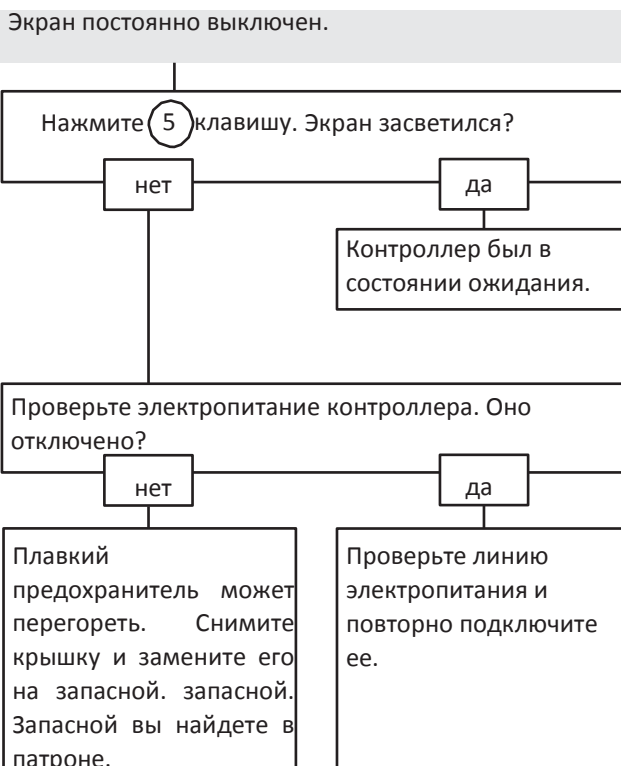 Экран постоянно выключен.
Нажмите 5 клавишу. Экран засветился?
нет
да
Контроллер был в
состоянии ожидания.
Проверьте электропитание контроллера. Оно
отключено?
нет
да
Плавкий
предохранитель может
перегореть. Снимите
крышку и замените его
на запасной. запасной.
Запасной вы найдете в
патроне.
Проверьте линию
электропитания и
повторно подключите
ее.